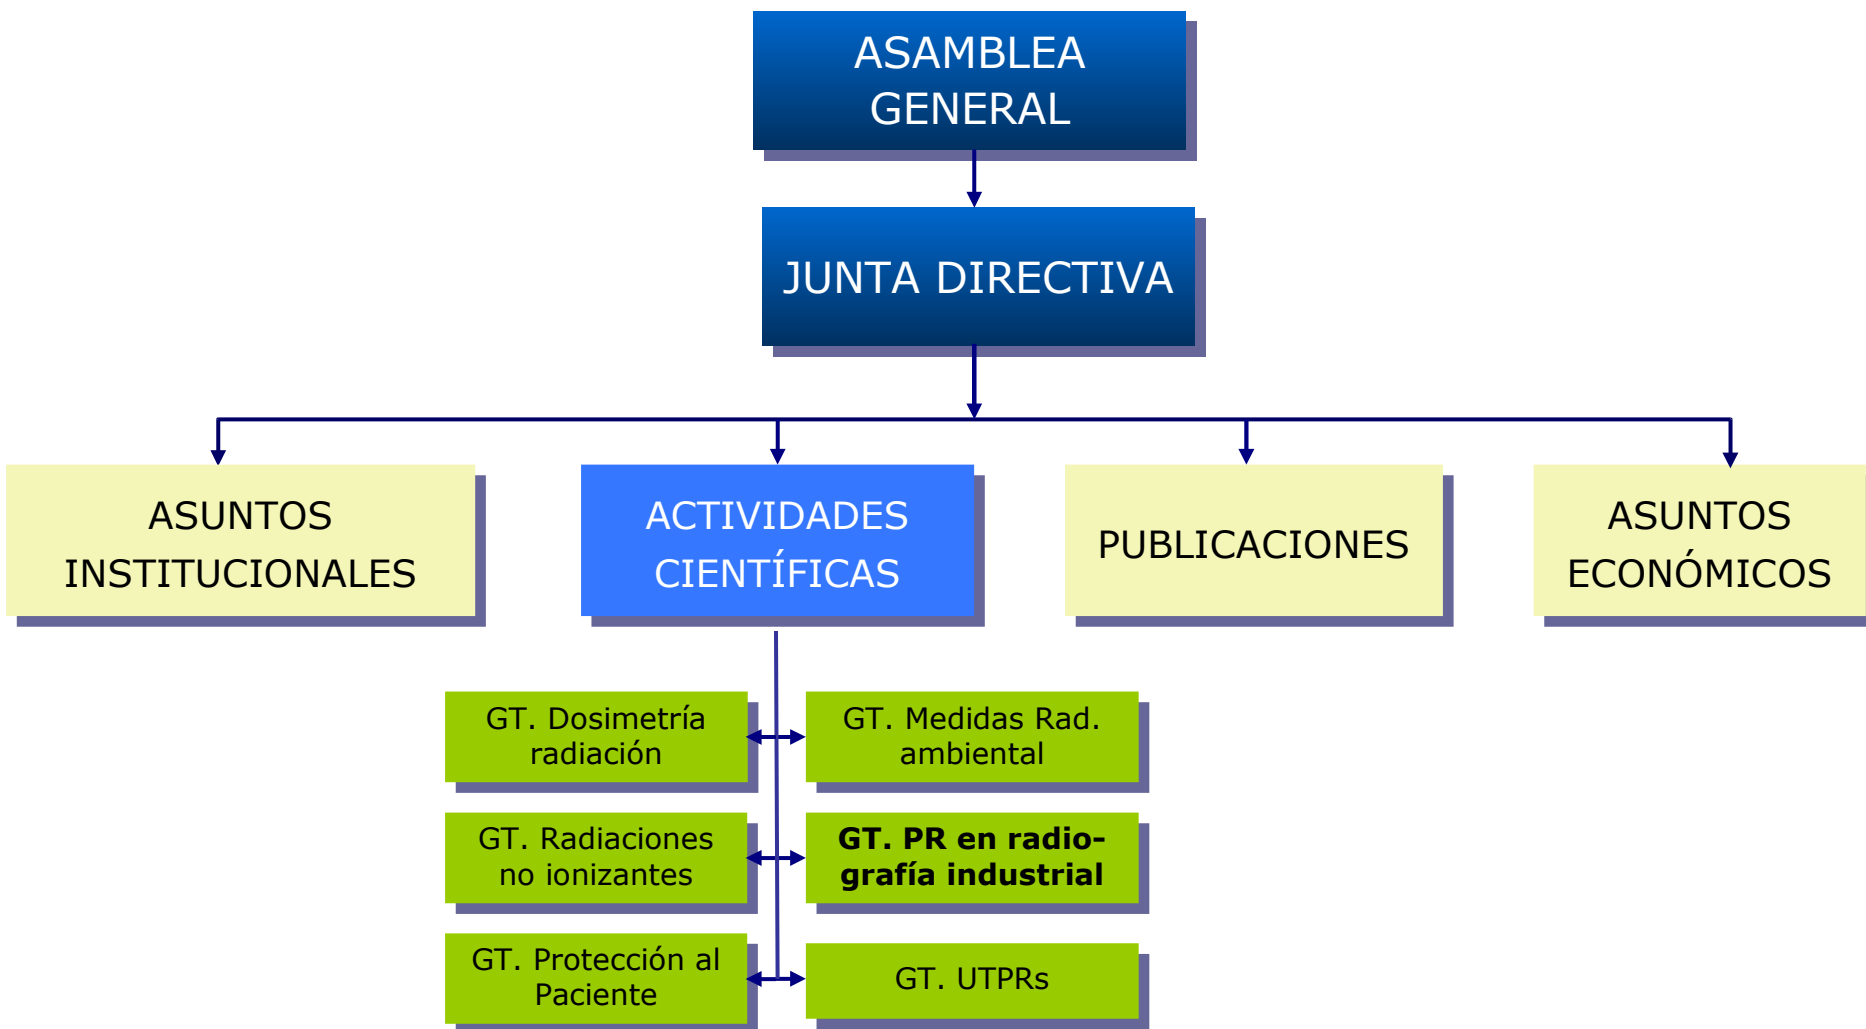 ASAMBLEA
GENERAL
JUNTA DIRECTIVA
ASUNTOS
INSTITUCIONALES
ACTIVIDADES
CIENTÍFICAS
PUBLICACIONES
ASUNTOS
ECONÓMICOS
GT. Dosimetría
radiación
GT. Medidas Rad.
ambiental
GT. Radiaciones
no ionizantes
GT. PR en radio-
grafía industrial
GT. Protección al
Paciente
GT. UTPRs